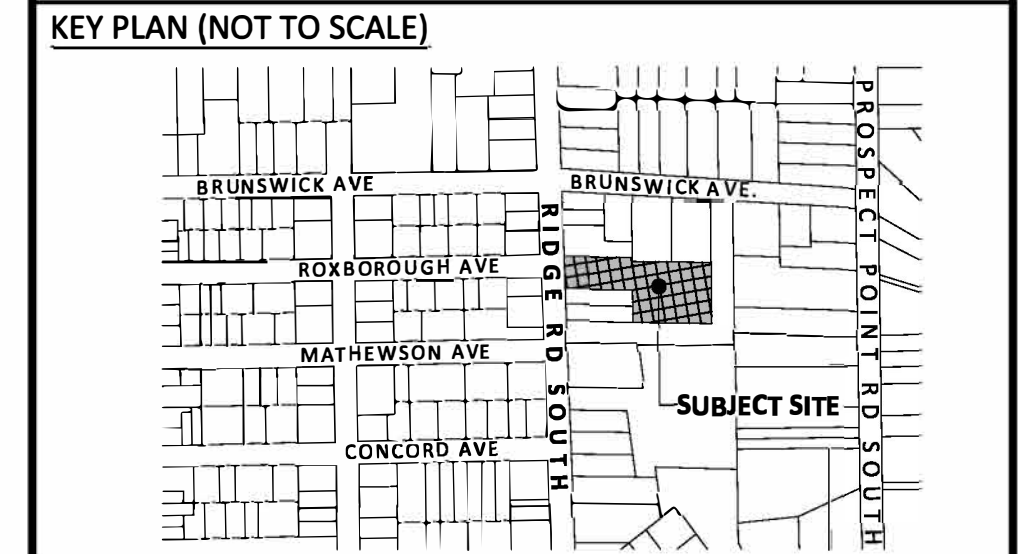 KEY PLAN (NOT TO SCALE)
BRUNSWICK AVE
BRUNSWICK AVE.
ROXBOROUGH AVE
MATHEWSON AVE
CONCORD AVE
RIDGE RD SOUTH
SUBJECT SITE
PROSPECT POINT RD SOUTH